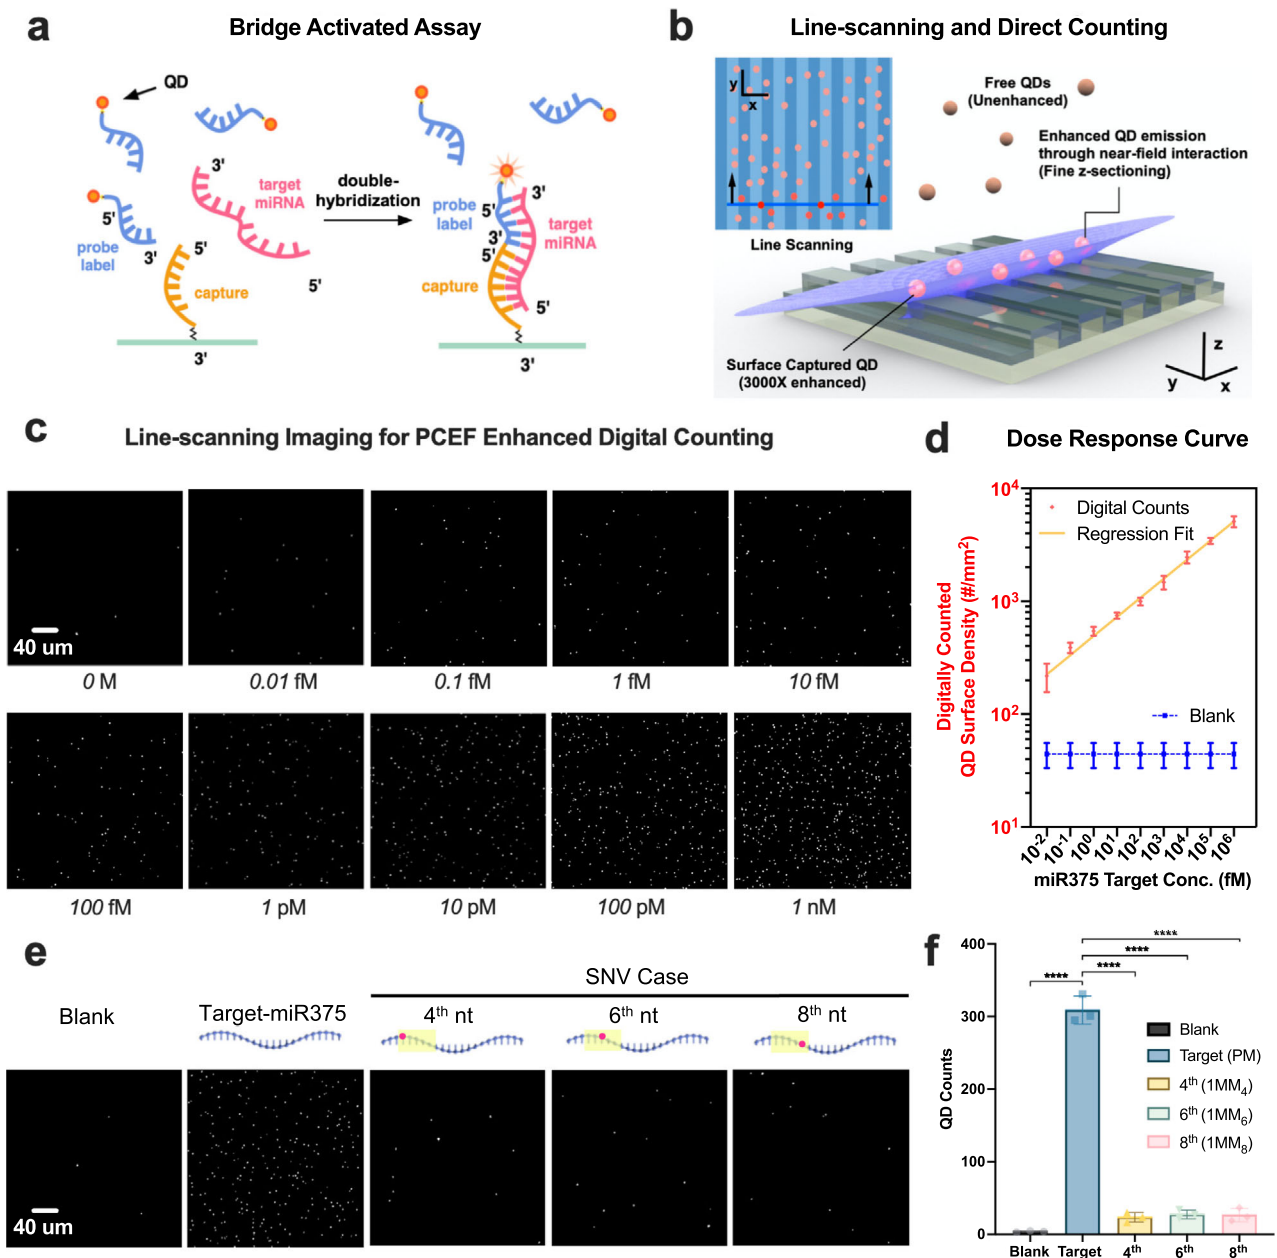 a
Bridge Activated Assay
QD
3'
target
miRNA
5'
probe
label
3'
5'
capture
5'
3'
double-
hybridization
probe
label
5'
3'
3'
5'
target
miRNA
capture
5'
3'
b
Line-scanning and Direct Counting
y
x
Line Scanning
Free QDs
(Unenhanced)
Enhanced QD emission
through near-field interaction
(Fine z-sectioning)
Surface Captured QD
(3000X enhanced)
z
y
x
c
Line-scanning Imaging for PCEF Enhanced Digital Counting
40 um
0 M
0.01 fM
0.1 fM
1 fM
10 fM
100 fM
1 pM
10 pM
100 pM
1 nM
d
Dose Response Curve
Digitally Counted
QD Surface Density (#/mm2)
10^4
10^3
10^2
10^1
Digital Counts
Regression Fit
Blank
10^-2
10^-1
10^0
10^1
10^2
10^3
10^4
10^5
10^6
miR375 Target Conc. (fM)
e
SNV Case
Blank
Target-miR375
4th nt
6th nt
8th nt
40 um
f
QD Counts
400
300
200
100
0
****
****
****
****
Blank
Target (PM)
4th (1MM4)
6th (1MM6)
8th (1MM8)
Blank
Target
4th
6th
8th